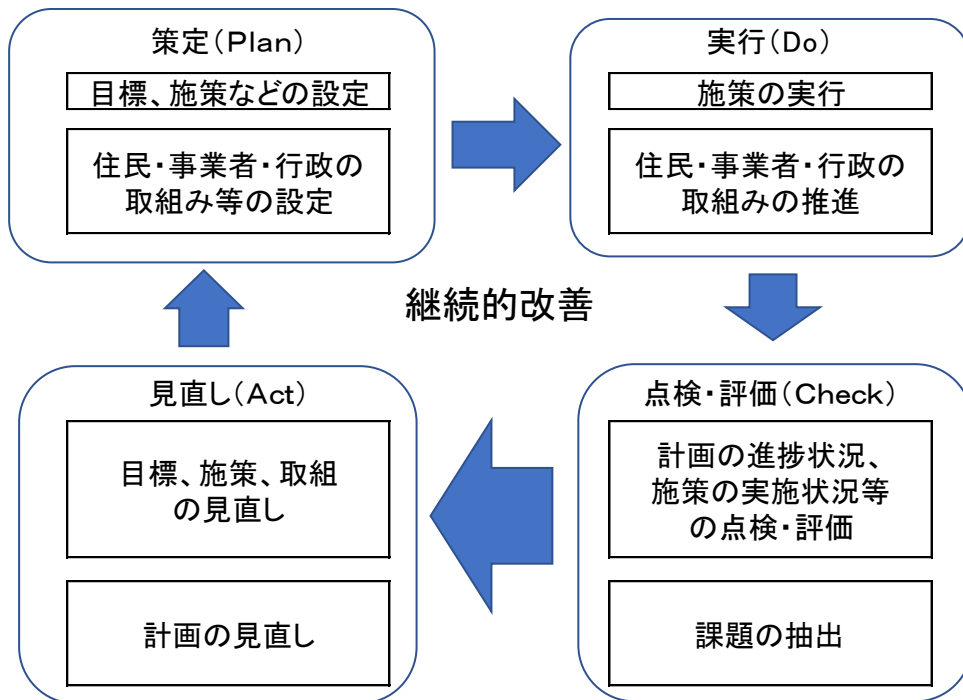 策定（Plan）
目標、施策などの設定
住民・事業者・行政の
取組み等の設定
実行（Do）
施策の実行
住民・事業者・行政の
取組みの推進
継続的改善
見直し（Act）
目標、施策、取組
の見直し
計画の見直し
点検・評価（Check）
計画の進捗状況、
施策の実施状況等
の点検・評価
課題の抽出